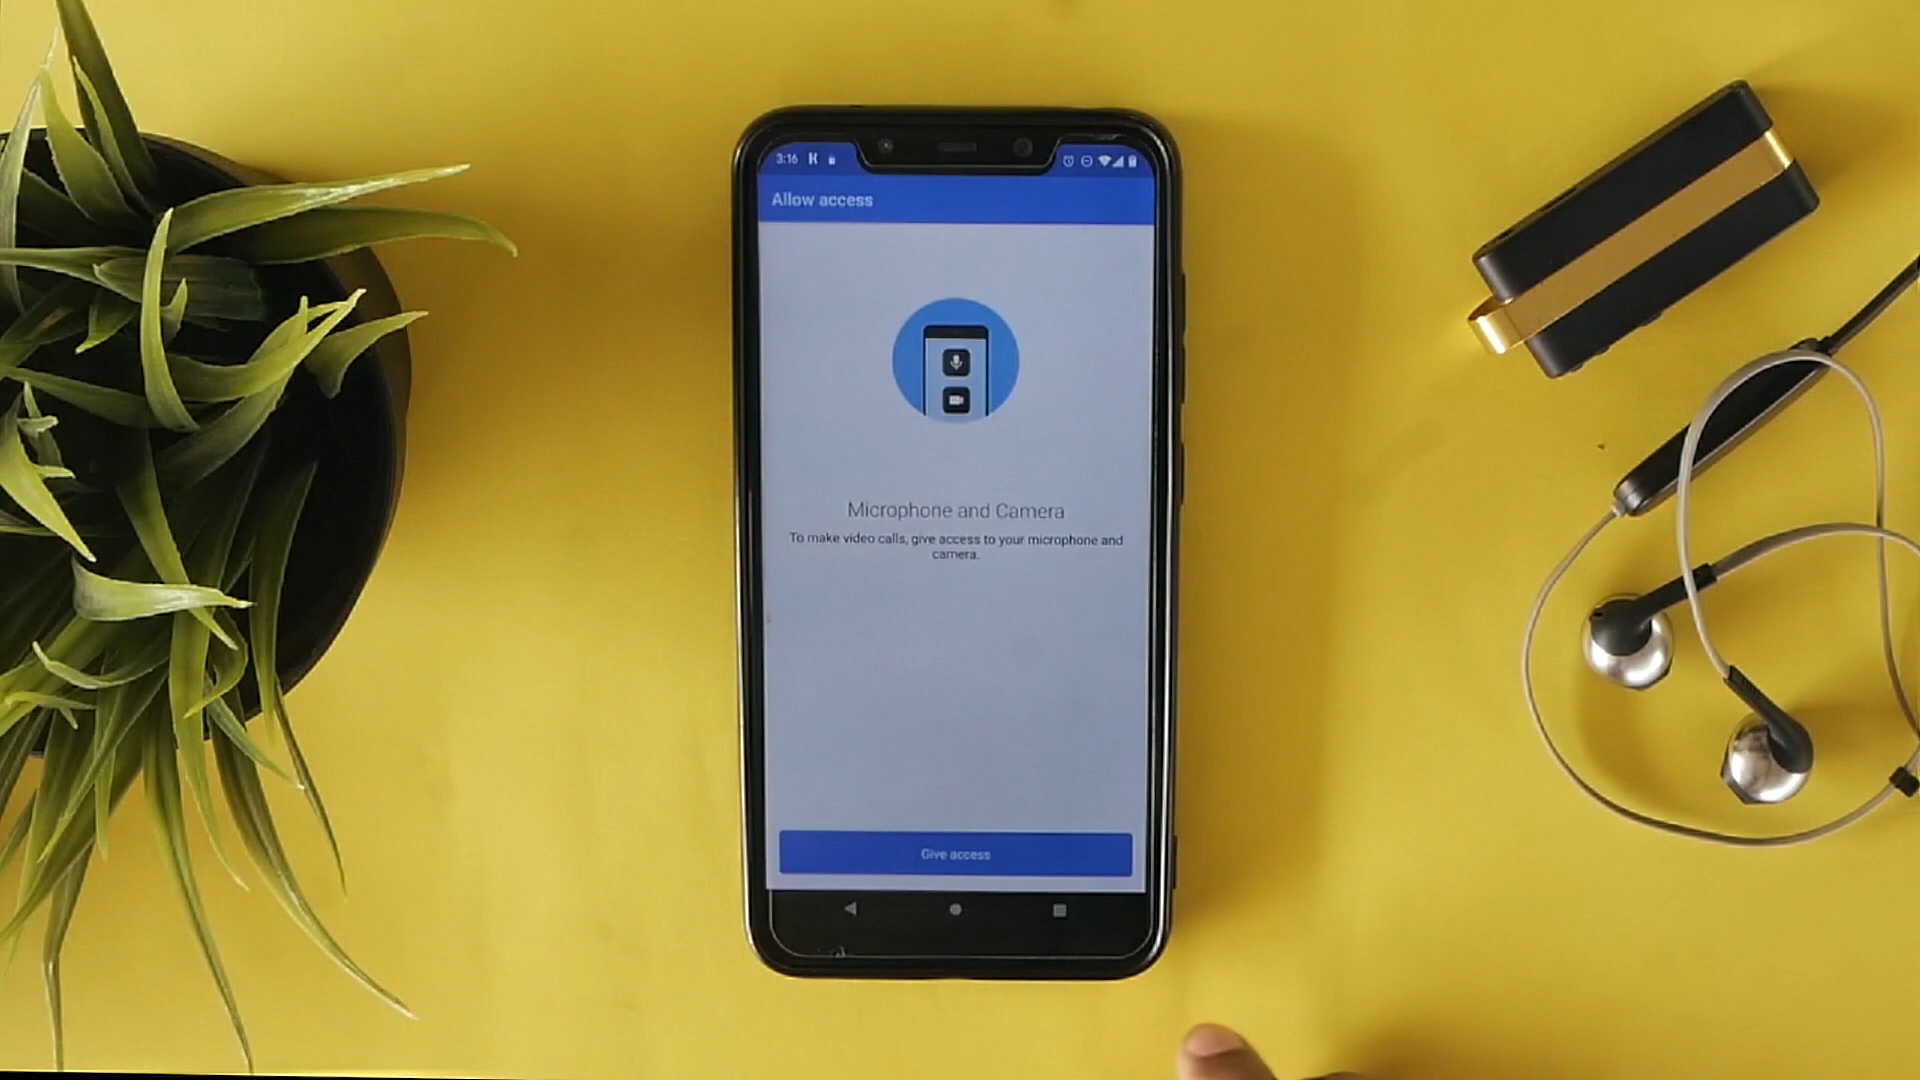 3:16
Allow access
Microphone and Camera
To make video calls, give access to your microphone and
camera.
Give access